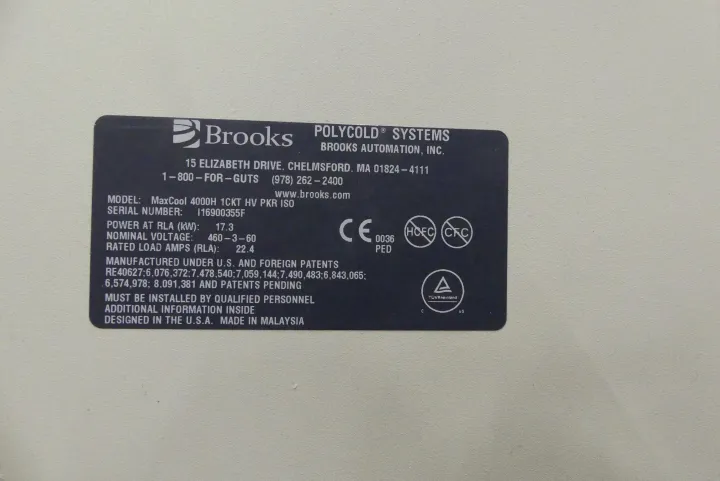 Brooks
POLYCOLD® SYSTEMS
BROOKS AUTOMATION, INC.
15 ELIZABETH DRIVE, CHELMSFORD, MA 01824-4111
1-800-FOR-GUTS (978) 262-2400
www.brooks.com
MODEL: MaxCool 4000H 1CKT HV PKR ISO
SERIAL NUMBER: I16900355F
POWER AT RLA (kW): 17.3
NOMINAL VOLTAGE: 460-3-60
RATED LOAD AMPS (RLA): 22.4
CE 0036
PED
HCFC
CFC
MANUFACTURED UNDER U.S. AND FOREIGN PATENTS
RE40627;6,076,372;7,478,540;7,059,144;7,490,483;6,843,065;
6,574,978; 8,091,381 AND PATENTS PENDING
MUST BE INSTALLED BY QUALIFIED PERSONNEL
ADDITIONAL INFORMATION INSIDE
DESIGNED IN THE U.S.A. MADE IN MALAYSIA
TÜVRheinland
C US